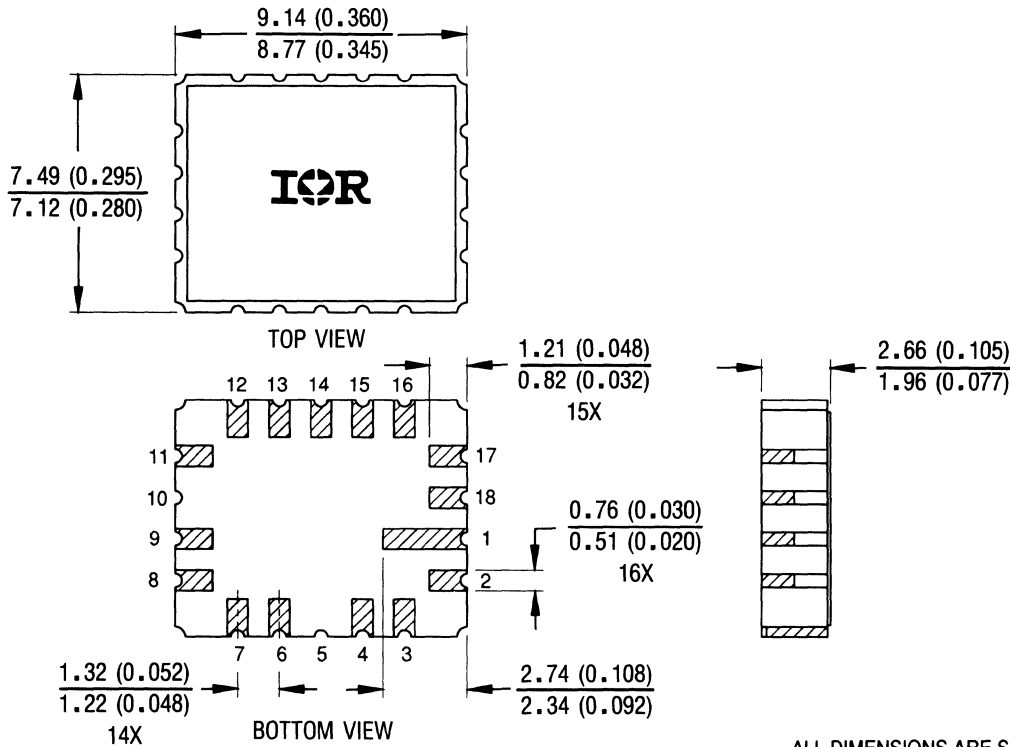 9.14 (0.360)
8.77 (0.345)
7.49 (0.295)
7.12 (0.280)
IOR
TOP VIEW
1.21 (0.048)
0.82 (0.032)
15X
2.66 (0.105)
1.96 (0.077)
12 13 14 15 16
11
10
9
8
17
18
1
2
0.76 (0.030)
0.51 (0.020)
16X
7 6 5 4 3
1.32 (0.052)
1.22 (0.048)
14X
2.74 (0.108)
2.34 (0.092)
BOTTOM VIEW
ALL DIMENSIONS ARE S